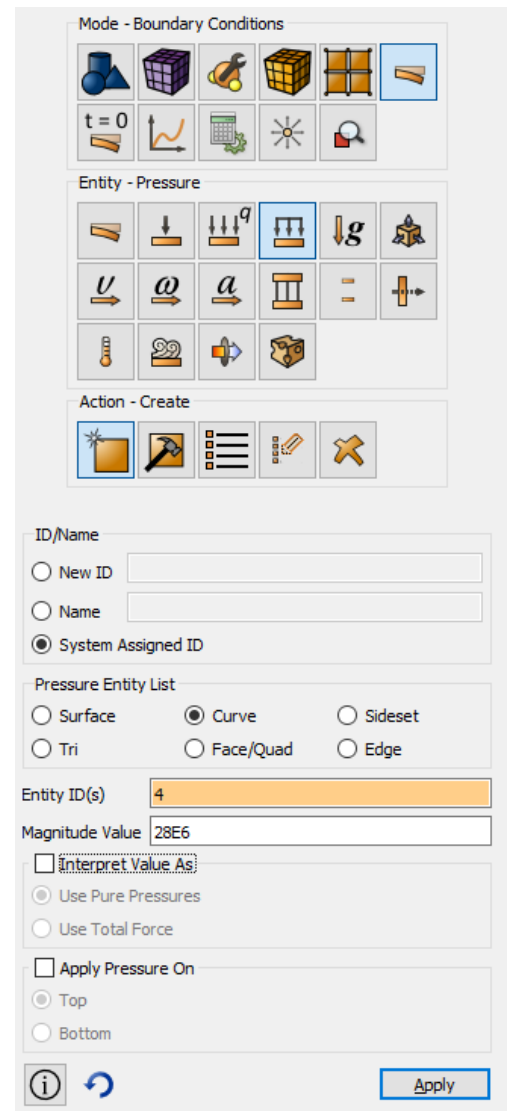 Mode - Boundary Conditions
t = 0
Entity - Pressure
q
g
υ ω a
Action - Create
ID/Name
New ID
Name
System Assigned ID
Pressure Entity List
Surface Curve Sideset
Tri Face/Quad Edge
Entity ID(s) 4
Magnitude Value 28E6
Interpret Value As
Use Pure Pressures
Use Total Force
Apply Pressure On
Top
Bottom
i Apply